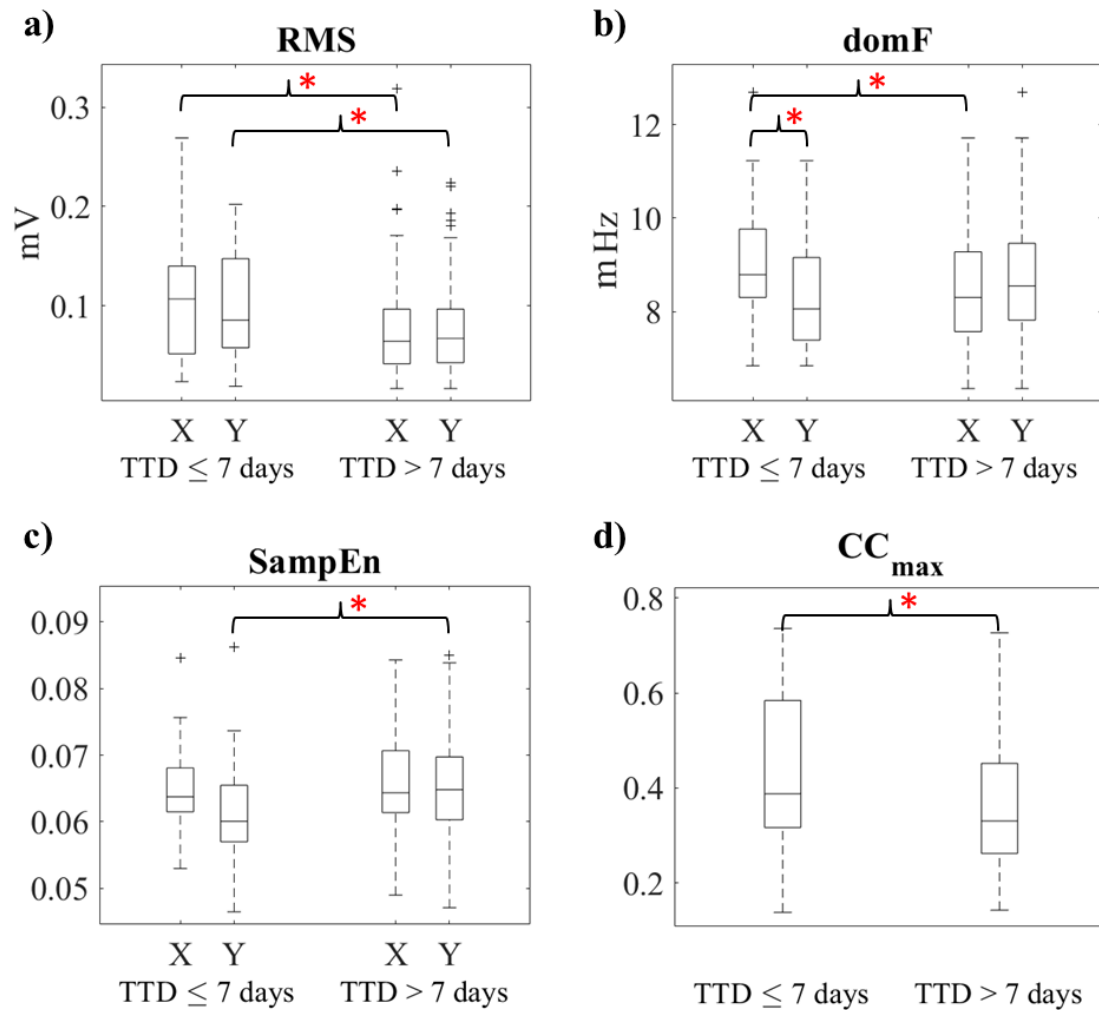 a)
RMS
mV
0.3
0.2
0.1
*
*
X Y X Y
TTD ≤ 7 days TTD > 7 days
b)
domF
mHz
12
10
8
*
*
X Y X Y
TTD ≤ 7 days TTD > 7 days
c)
SampEn
0.09
0.08
0.07
0.06
0.05
*
X Y X Y
TTD ≤ 7 days TTD > 7 days
d)
CCmax
0.8
0.6
0.4
0.2
*
TTD ≤ 7 days TTD > 7 days